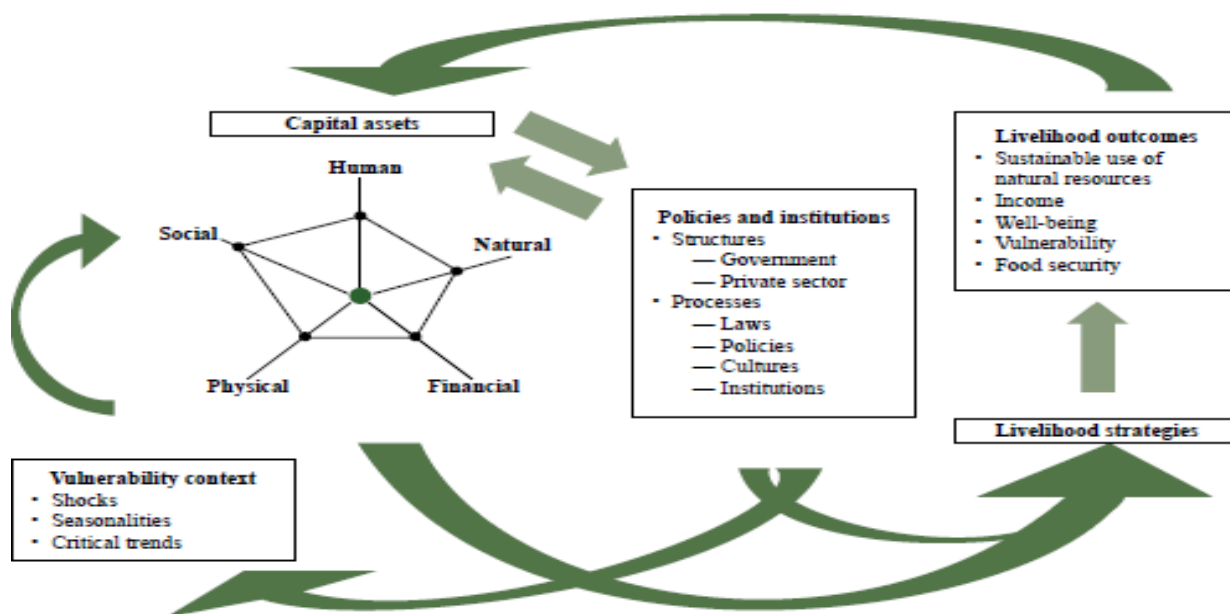 Capital assets
Human
Social
Natural
Physical
Financial
Policies and institutions
• Structures
— Government
— Private sector
• Processes
— Laws
— Policies
— Cultures
— Institutions
Livelihood outcomes
• Sustainable use of
natural resources
• Income
• Well-being
• Vulnerability
• Food security
Livelihood strategies
Vulnerability context
• Shocks
• Seasonalities
• Critical trends